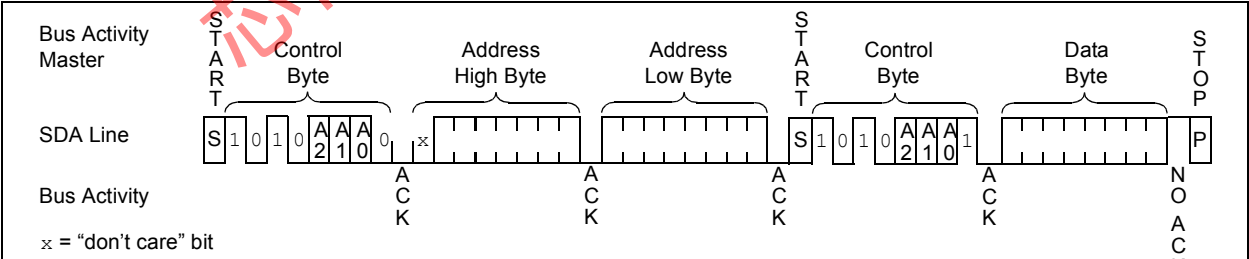 Bus Activity
Master
START
Control
Byte
Address
High Byte
Address
Low Byte
START
Control
Byte
Data
Byte
STOP
SDA Line
S 1 0 1 0 A2 A1 A0 0 x S 1 0 1 0 A2 A1 A0 1 P
Bus Activity
ACK
ACK
ACK
ACK
NO AC
x = “don’t care” bit